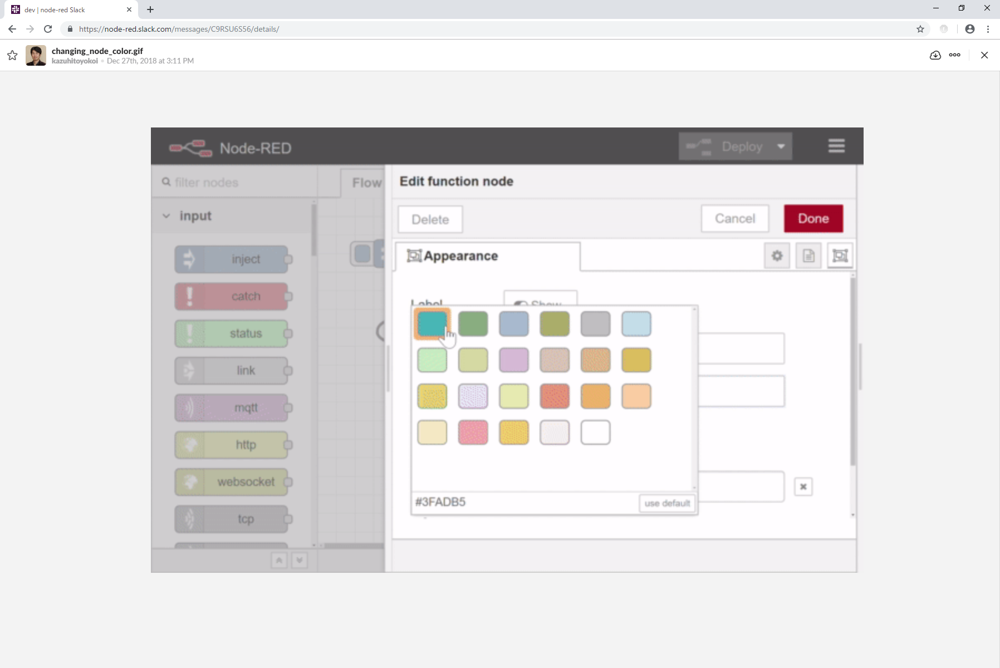 dev | node-red Slack
https://node-red.slack.com/messages/C9RSU6S56/details/
changing_node_color.gif
kazuhitoyokoi • Dec 27th, 2018 at 3:11 PM
Node-RED
Deploy
filter nodes
Flow
Edit function node
input
Delete
Cancel
Done
Appearance
inject
catch
status
link
mqtt
http
websocket
tcp
Label
Show
#3FADB5
use default